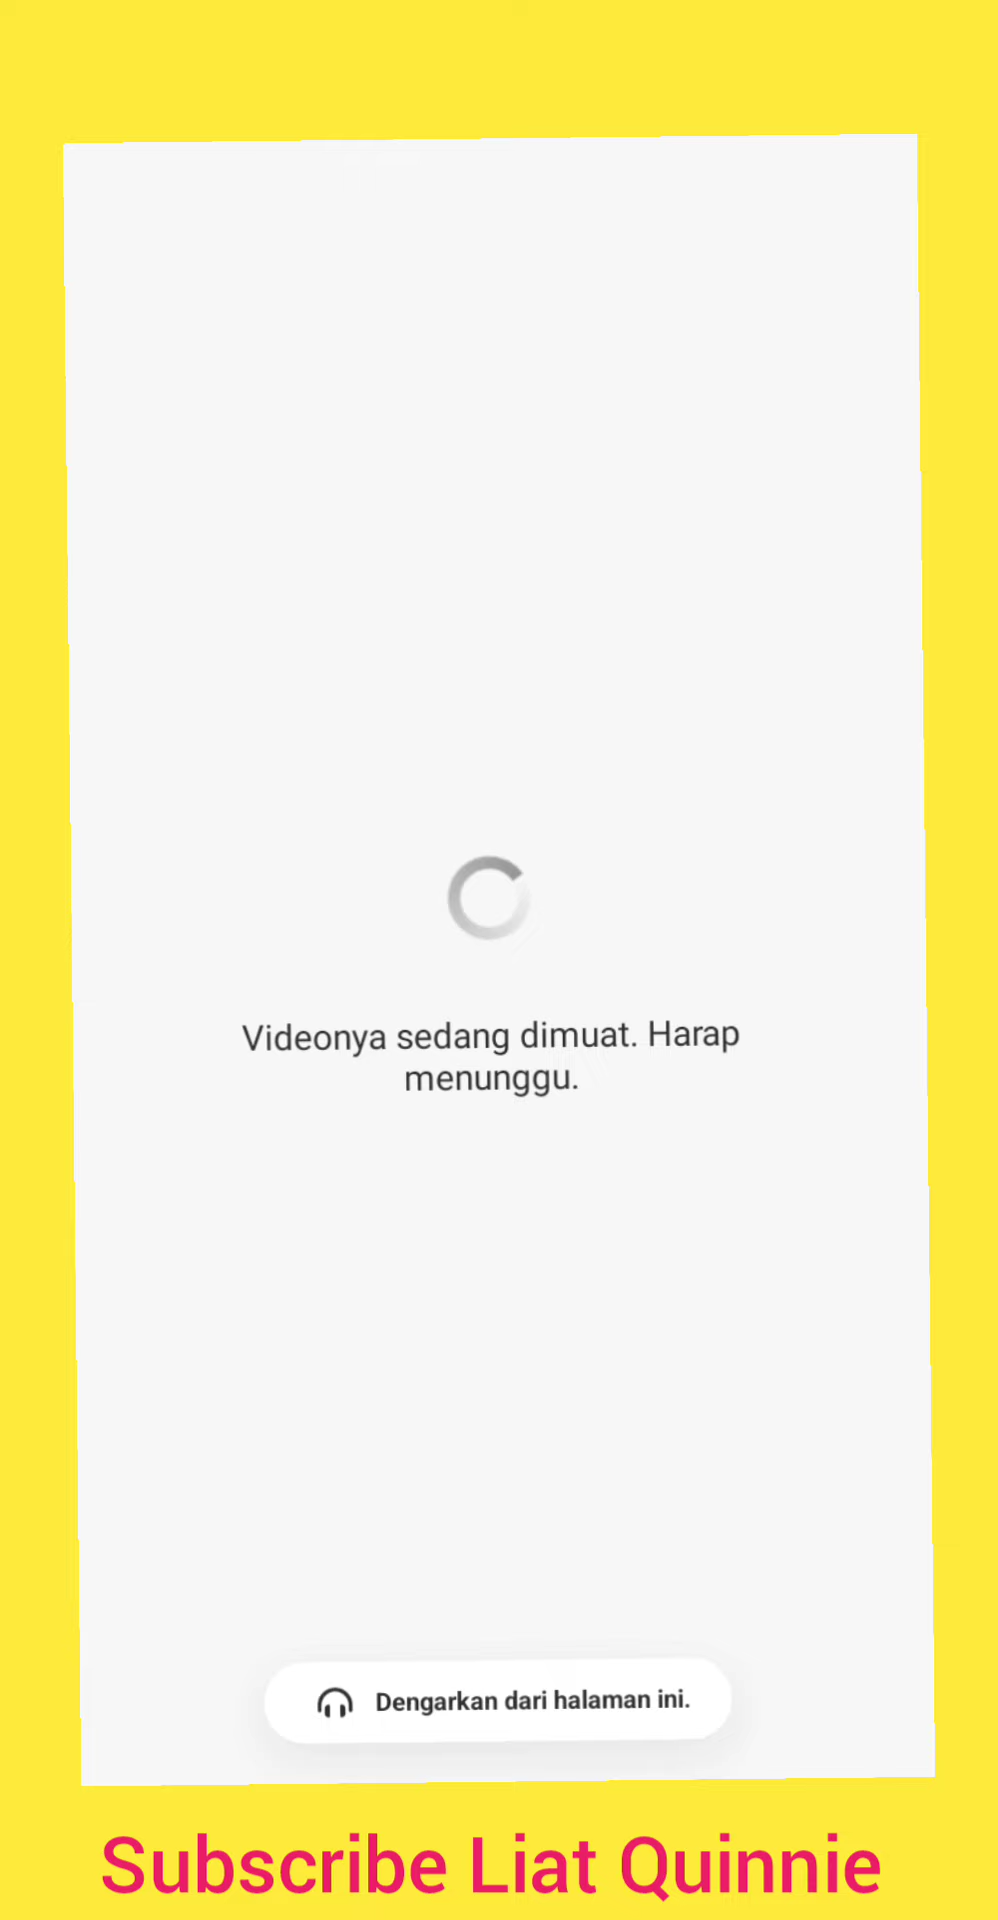 Videonya sedang dimuat. Harap
menunggu.
Dengarkan dari halaman ini.
Subscribe Liat Quinnie